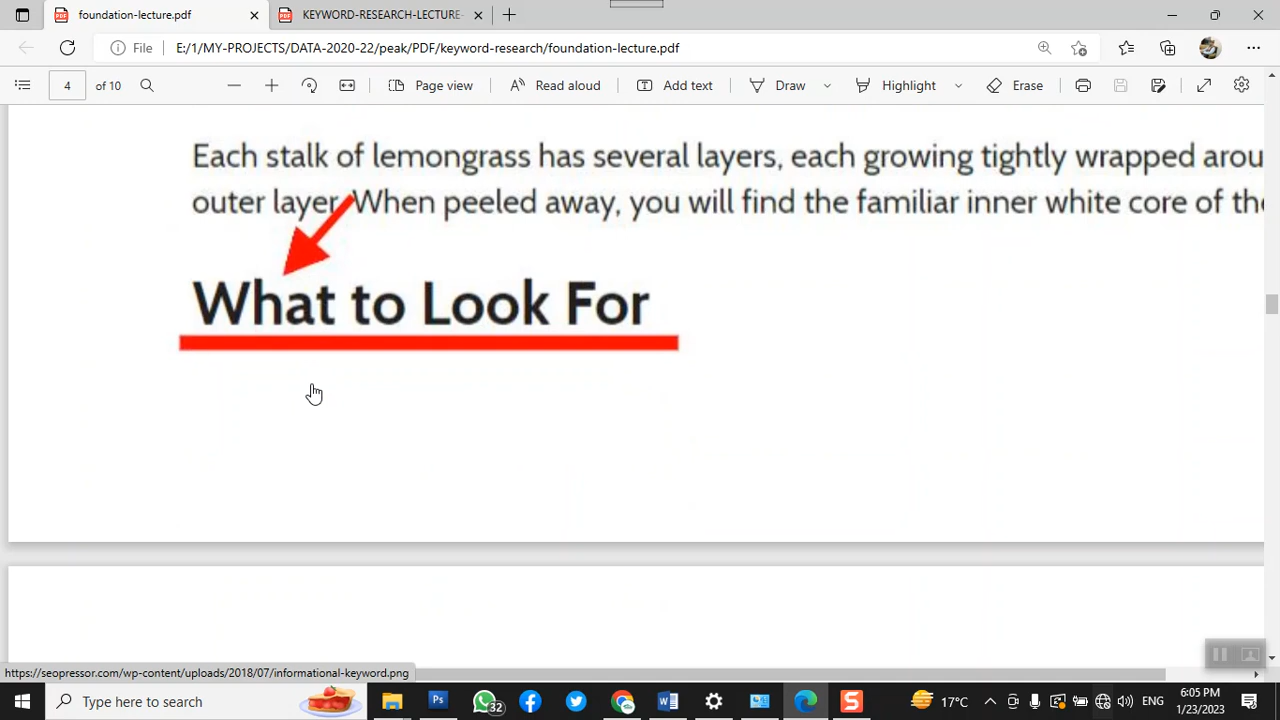 foundation-lecture.pdf
KEYWORD-RESEARCH-LECTURE-
File
E:/1/MY-PROJECTS/DATA-2020-22/peak/PDF/keyword-research/foundation-lecture.pdf
4 of 10
Page view
Read aloud
Add text
Draw
Highlight
Erase
Each stalk of lemongrass has several layers, each growing tightly wrapped arou
outer layer. When peeled away, you will find the familiar inner white core of the
What to Look For
https://seopressor.com/wp-content/uploads/2018/07/informational-keyword.png
Type here to search
Ps
32
17°C
ENG
6:05 PM
1/23/2023